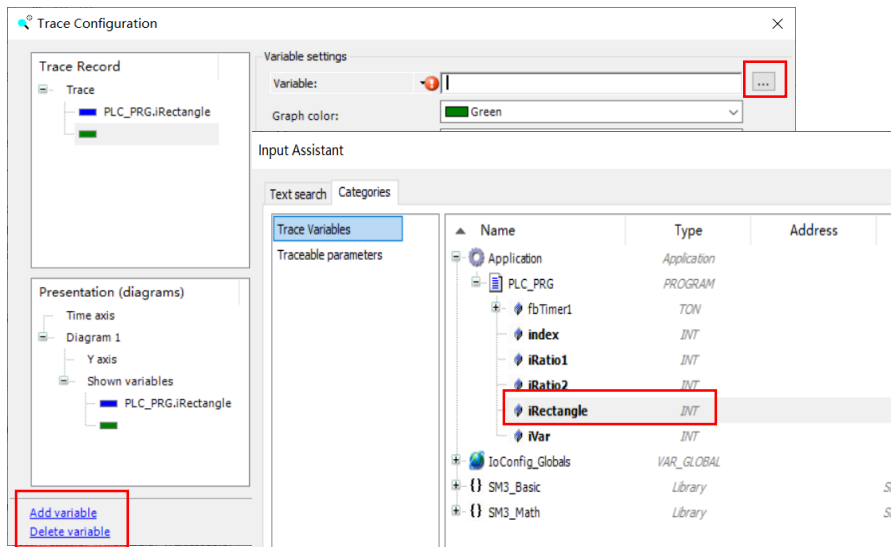 Trace Configuration
Trace Record
Trace
PLC_PRG.iRectangle
Presentation (diagrams)
Time axis
Diagram 1
Y axis
Shown variables
PLC_PRG.iRectangle
Add variable
Delete variable
Variable settings
Variable:
...
Graph color:
Green
Input Assistant
Text search Categories
Trace Variables
Traceable parameters
Name Type Address
Application Application
PLC_PRG PROGRAM
fbTimer1 TON
index INT
iRatio1 INT
iRatio2 INT
iRectangle INT
iVar INT
IoConfig_Globals VAR_GLOBAL
{} SM3_Basic Library
{} SM3_Math Library